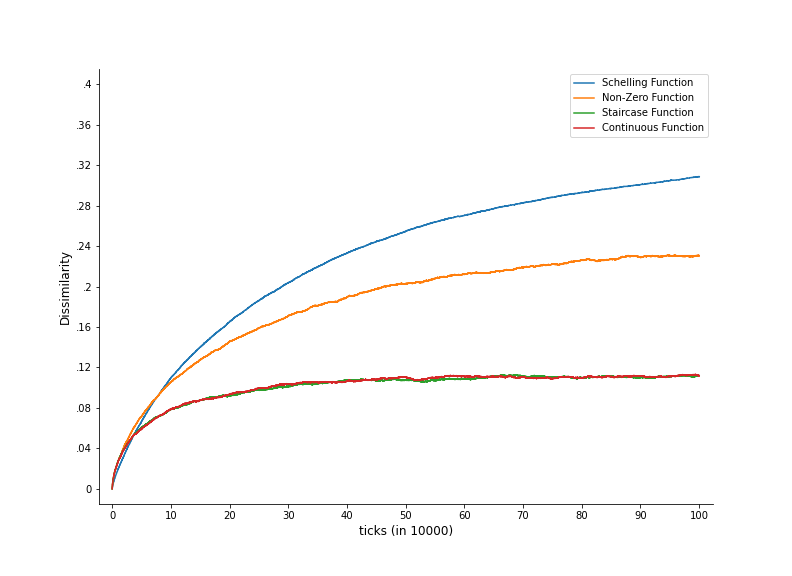 Schelling Function
Non-Zero Function
Staircase Function
Continuous Function
Dissimilarity
.4
.36
.32
.28
.24
.2
.16
.12
.08
.04
0
0 10 20 30 40 50 60 70 80 90 100
ticks (in 10000)